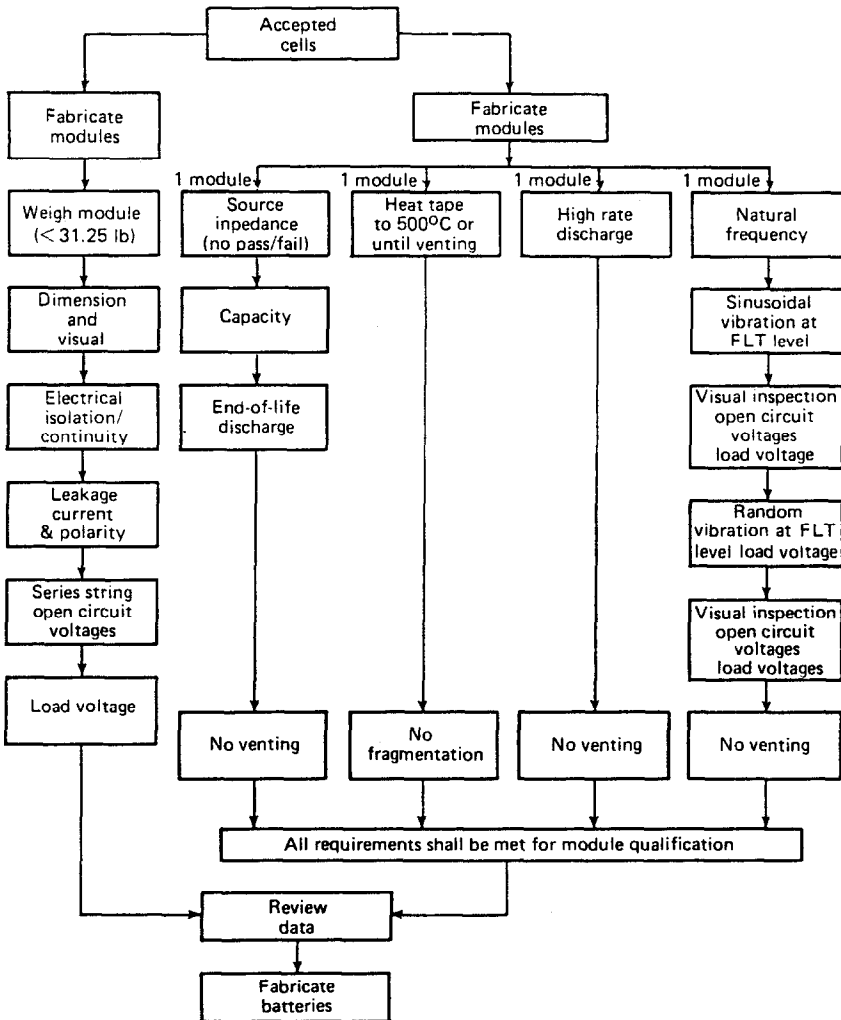 Accepted
cells
Fabricate
modules
Fabricate
modules
1 module
1 module
1 module
1 module
Weigh module
(< 31.25 lb)
Source
inpedance
(no pass/fail)
Heat tape
to 500°C or
until venting
High rate
discharge
Natural
frequency
Dimension
and
visual
Capacity
Sinusoidal
vibration at
FLT level
Electrical
isolation/
continuity
End-of-life
discharge
Visual inspection
open circuit
voltages
load voltage
Leakage
current
& polarity
Random
vibration at FLT
level load voltage
Series string
open circuit
voltages
Visual inspection
open circuit
voltages
load voltages
Load voltage
No venting
No
fragmentation
No venting
No venting
All requirements shall be met for module qualification
Review
data
Fabricate
batteries